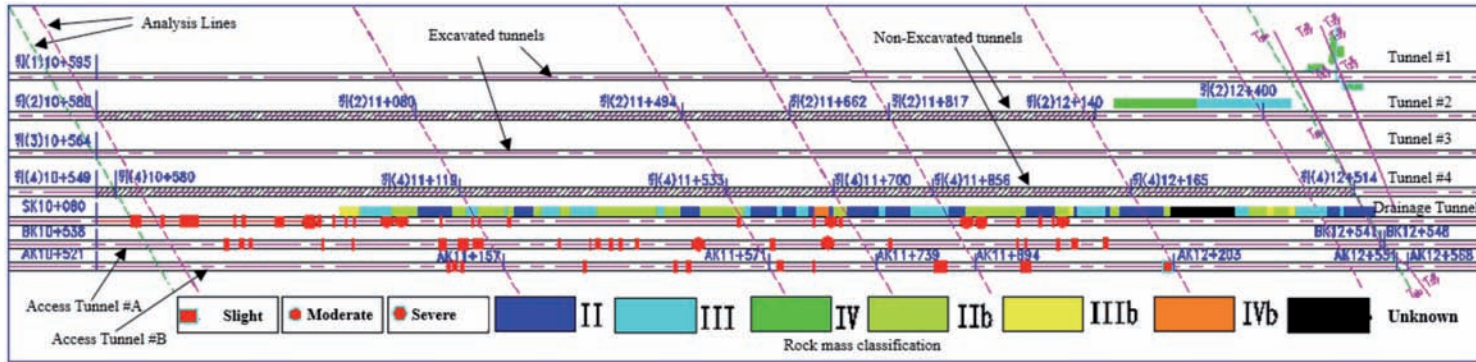 Analysis Lines
Excavated tunnels
Non-Excavated tunnels
引(1)10+595
Tunnel #1
引(2)10+580 引(2)11+080 引(2)11+494 引(2)11+662 引(2)11+817 引(2)12+140 引(2)12+400
Tunnel #2
引(3)10+564
Tunnel #3
引(4)10+549 引(4)10+580 引(4)11+119 引(4)11+533 引(4)11+700 引(4)11+856 引(4)12+165 引(4)12+514
Tunnel #4
SK10+080
Drainage Tunnel
BK10+538 BK12+541 BK12+548
AK10+521 AK11+157 AK11+571 AK11+739 AK11+894 AK12+203 AK12+551 AK12+568
Access Tunnel #A
Access Tunnel #B
Slight Moderate Severe II III IV IIb IIIb IVb Unknown
Rock mass classification